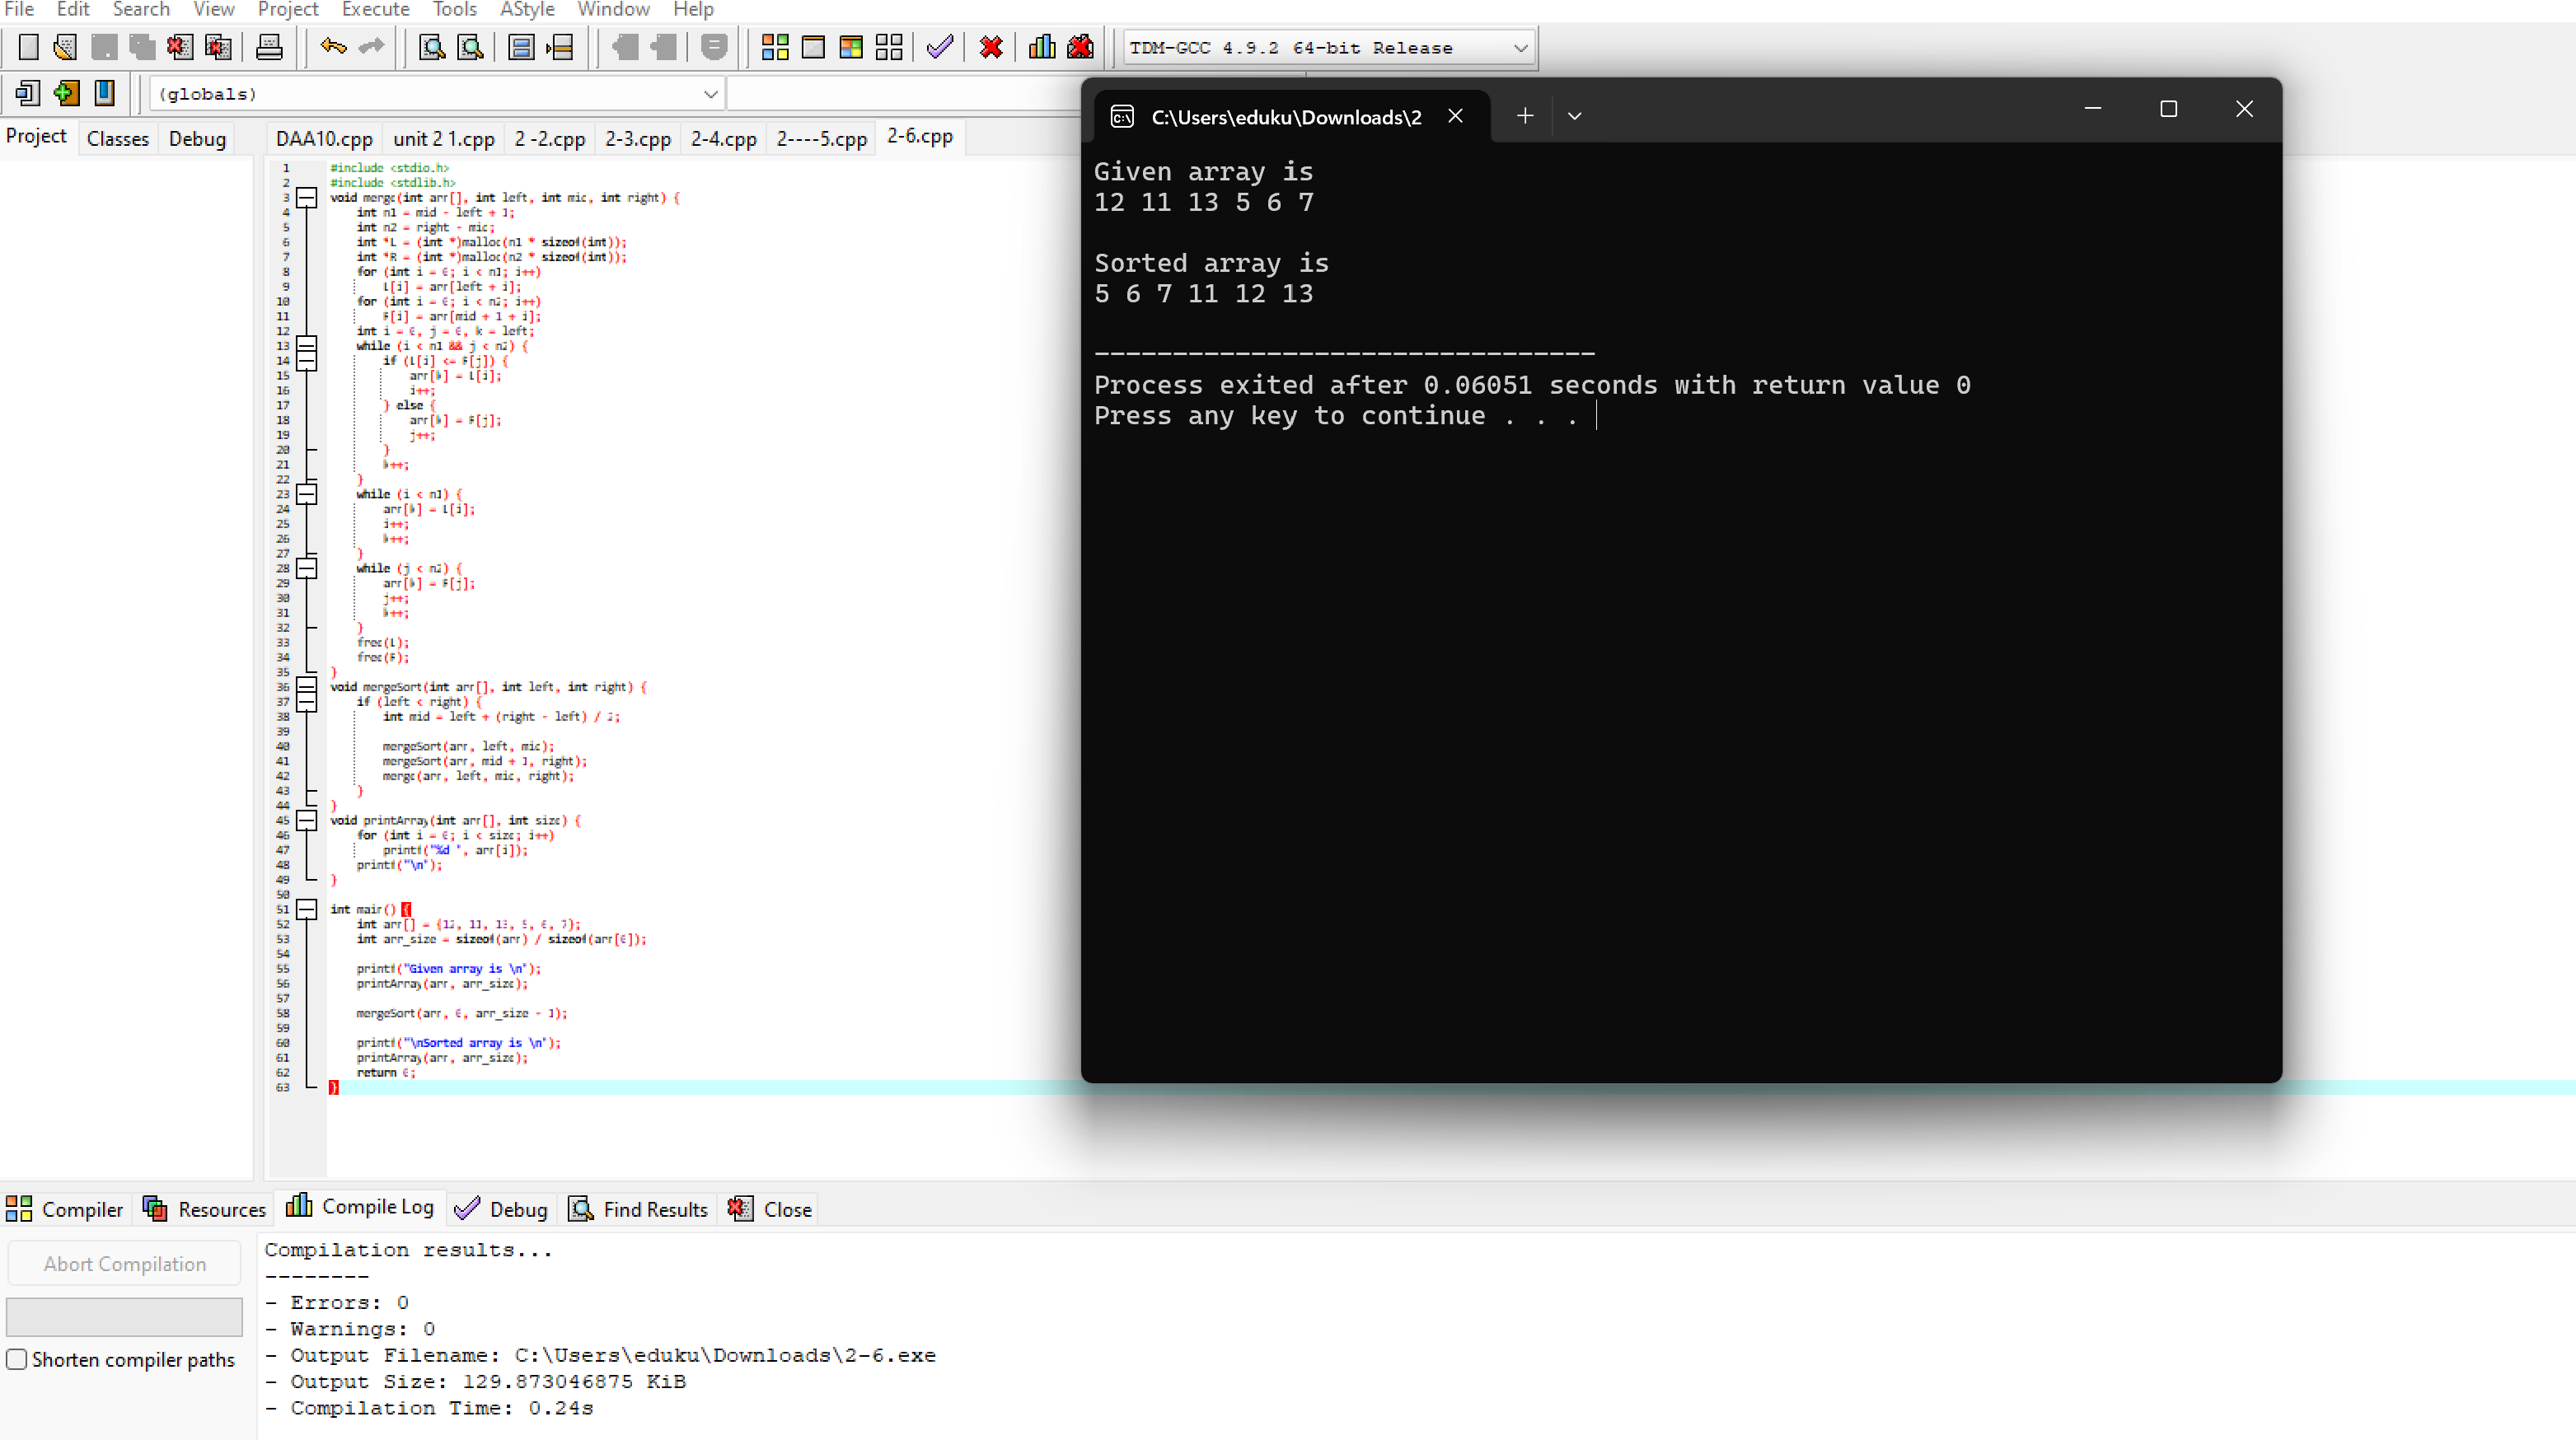 File Edit Search View Project Execute Tools AStyle Window Help
TDM-GCC 4.9.2 64-bit Release
(globals)
Project Classes Debug
DAA10.cpp unit 2 1.cpp 2 -2.cpp 2-3.cpp 2-4.cpp 2----5.cpp 2-6.cpp
1 #include <stdio.h>
2 #include <stdlib.h>
3 void merge(int arr[], int left, int mid, int right) {
4 int n1 = mid - left + 1;
5 int n2 = right - mid;
6 int *L = (int *)malloc(n1 * sizeof(int));
7 int *R = (int *)malloc(n2 * sizeof(int));
8 for (int i = 0; i < n1; i++)
9 L[i] = arr[left + i];
10 for (int i = 0; i < n2; i++)
11 R[i] = arr[mid + 1 + i];
12 int i = 0, j = 0, k = left;
13 while (i < n1 && j < n2) {
14 if (L[i] <= R[j]) {
15 arr[k] = L[i];
16 i++;
17 } else {
18 arr[k] = R[j];
19 j++;
20 }
21 k++;
22 }
23 while (i < n1) {
24 arr[k] = L[i];
25 i++;
26 k++;
27 }
28 while (j < n2) {
29 arr[k] = R[j];
30 j++;
31 k++;
32 }
33 free(L);
34 free(R);
35 }
36 void mergeSort(int arr[], int left, int right) {
37 if (left < right) {
38 int mid = left + (right - left) / 2;
39
40 mergeSort(arr, left, mid);
41 mergeSort(arr, mid + 1, right);
42 merge(arr, left, mid, right);
43 }
44 }
45 void printArray(int arr[], int size) {
46 for (int i = 0; i < size; i++)
47 printf("%d ", arr[i]);
48 printf("\n");
49 }
50
51 int main() {
52 int arr[] = {12, 11, 13, 5, 6, 7};
53 int arr_size = sizeof(arr) / sizeof(arr[0]);
54
55 printf("Given array is \n");
56 printArray(arr, arr_size);
57
58 mergeSort(arr, 0, arr_size - 1);
59
60 printf("\nSorted array is \n");
61 printArray(arr, arr_size);
62 return 0;
63 }
C:\Users\eduku\Downloads\2
Given array is
12 11 13 5 6 7
Sorted array is
5 6 7 11 12 13
--------------------------------
Process exited after 0.06051 seconds with return value 0
Press any key to continue . . .
Compiler Resources Compile Log Debug Find Results Close
Abort Compilation
Shorten compiler paths
Compilation results...
--------
- Errors: 0
- Warnings: 0
- Output Filename: C:\Users\eduku\Downloads\2-6.exe
- Output Size: 129.873046875 KiB
- Compilation Time: 0.24s